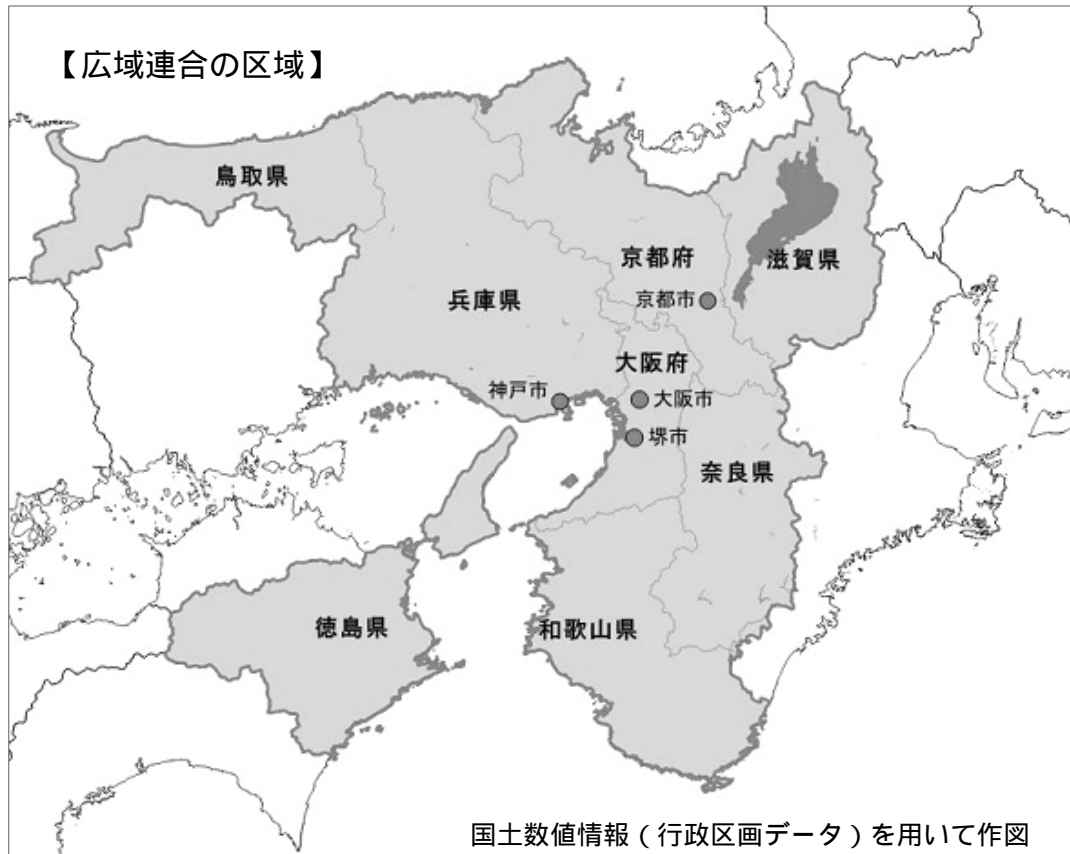 【広域連合の区域】
鳥取県
京都府
滋賀県
兵庫県
京都市
大阪府
神戸市
大阪市
堺市
奈良県
徳島県
和歌山県
国土数値情報（行政区画データ）を用いて作図